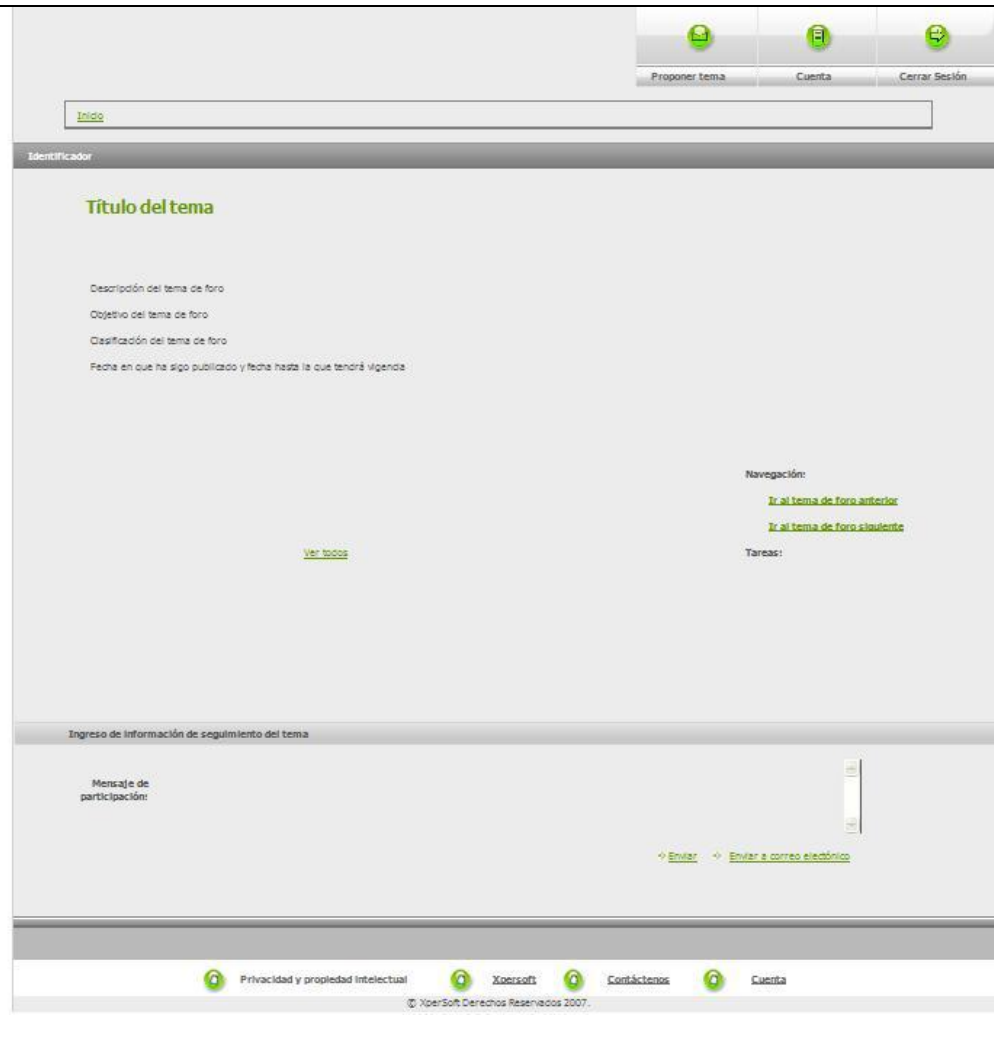 Proponer tema Cuenta Cerrar Sesión
Inicio
Identificador
Título del tema
Descripción del tema de foro
Objetivo del tema de foro
Clasificación del tema de foro
Fecha en que ha sigo publicado y fecha hasta la que tendrá vigencia
Navegación:
Ir al tema de foro anterior
Ir al tema de foro siguiente
Ver todos
Tareas:
Ingreso de información de seguimiento del tema
Mensaje de
participación:
Enviar Enviar a correo electónico
Privacidad y propiedad intelectual Xpersoft Contáctenos Cuenta
© XperSoft Derechos Reservados 2007.